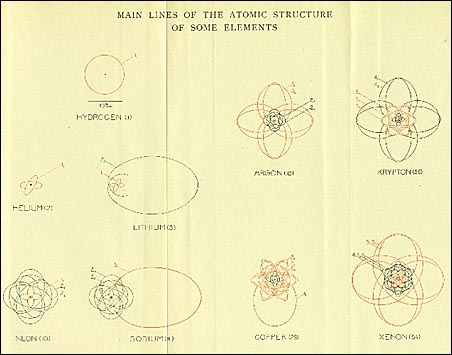 MAIN LINES OF THE ATOMIC STRUCTURE
OF SOME ELEMENTS
HYDROGEN (1)
ARGON (18)
KRYPTON (36)
HELIUM (2)
LITHIUM (3)
NEON (10)
SODIUM (11)
COPPER (29)
XENON (54)